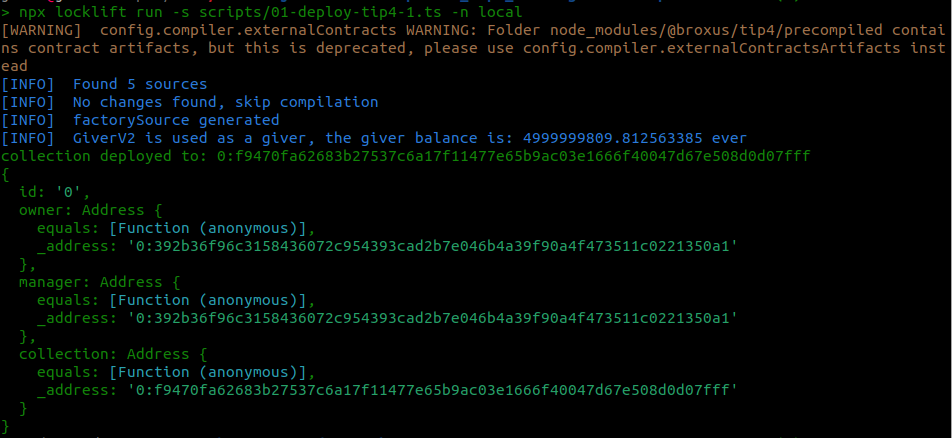 > npx locklift run -s scripts/01-deploy-tip4-1.ts -n local
[WARNING]  config.compiler.externalContracts WARNING: Folder node_modules/@broxus/tip4/precompiled contai
ns contract artifacts, but this is deprecated, please use config.compiler.externalContractsArtifacts inst
ead
[INFO]  Found 5 sources
[INFO]  No changes found, skip compilation
[INFO]  factorySource generated
[INFO]  GiverV2 is used as a giver, the giver balance is: 4999999809.812563385 ever
collection deployed to: 0:f9470fa62683b27537c6a17f11477e65b9ac03e1666f40047d67e508d0d07fff
{
  id: '0',
  owner: Address {
    equals: [Function (anonymous)],
    _address: '0:392b36f96c3158436072c954393cad2b7e046b4a39f90a4f473511c0221350a1'
  },
  manager: Address {
    equals: [Function (anonymous)],
    _address: '0:392b36f96c3158436072c954393cad2b7e046b4a39f90a4f473511c0221350a1'
  },
  collection: Address {
    equals: [Function (anonymous)],
    _address: '0:f9470fa62683b27537c6a17f11477e65b9ac03e1666f40047d67e508d0d07fff'
  }
}